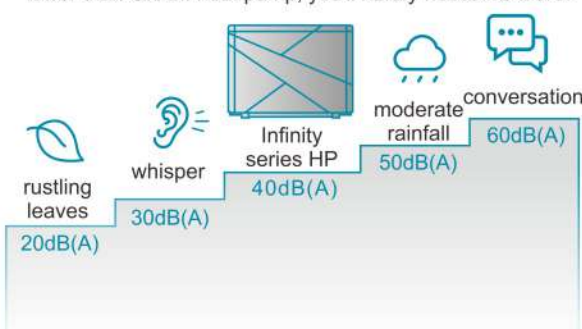 rustling
leaves
20dB(A)
whisper
30dB(A)
Infinity
series HP
40dB(A)
moderate
rainfall
50dB(A)
conversation
60dB(A)